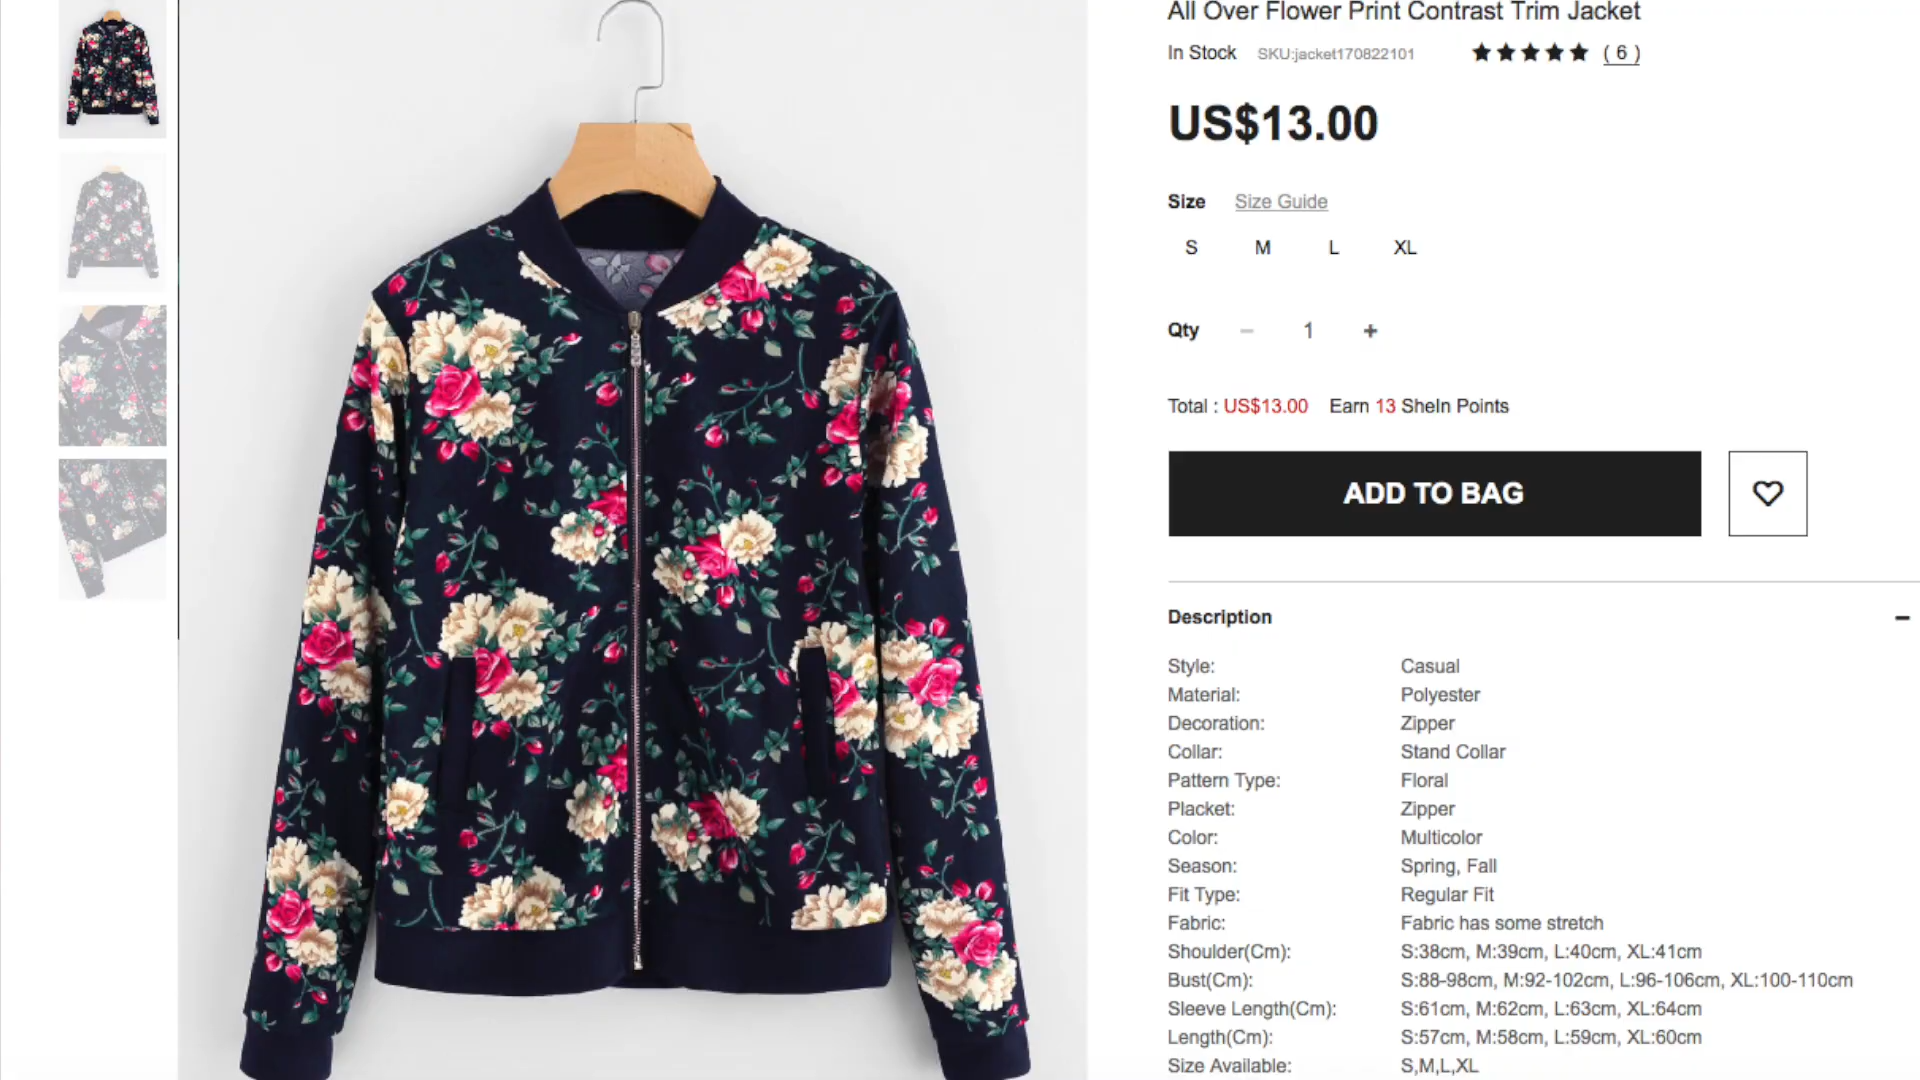 All Over Flower Print Contrast Trim Jacket
In Stock SKU:jacket170822101 ( 6 )
US$13.00
Size Size Guide
S M L XL
Qty − 1 +
Total : US$13.00 Earn 13 SheIn Points
ADD TO BAG
Description −
Style: Casual
Material: Polyester
Decoration: Zipper
Collar: Stand Collar
Pattern Type: Floral
Placket: Zipper
Color: Multicolor
Season: Spring, Fall
Fit Type: Regular Fit
Fabric: Fabric has some stretch
Shoulder(Cm): S:38cm, M:39cm, L:40cm, XL:41cm
Bust(Cm): S:88-98cm, M:92-102cm, L:96-106cm, XL:100-110cm
Sleeve Length(Cm): S:61cm, M:62cm, L:63cm, XL:64cm
Length(Cm): S:57cm, M:58cm, L:59cm, XL:60cm
Size Available: S,M,L,XL